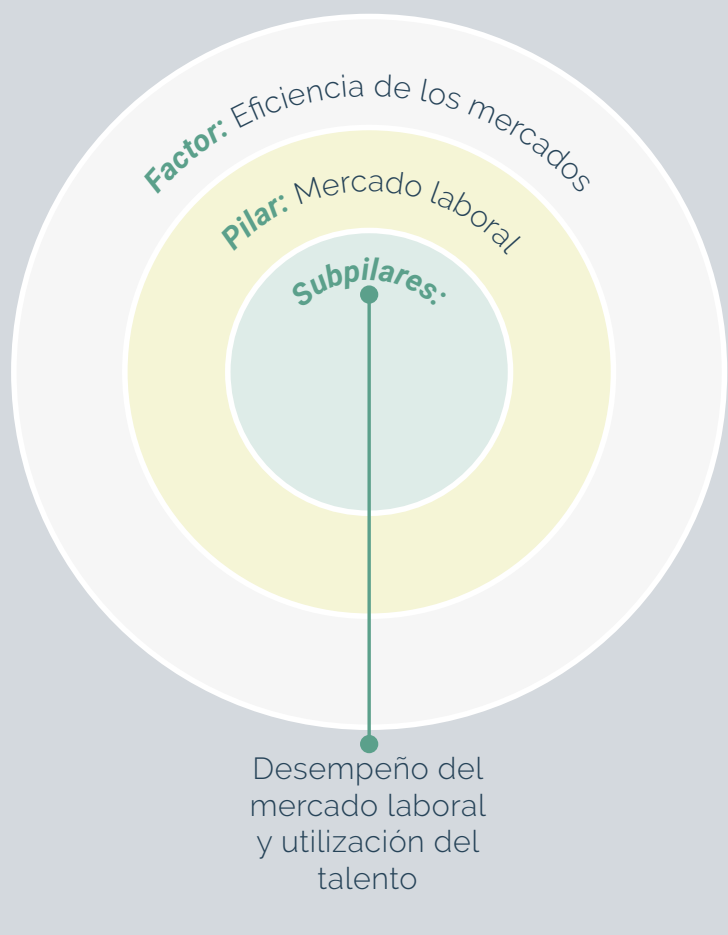 Factor: Eficiencia de los mercados
Pilar: Mercado laboral
Subpilares:
Desempeño del
mercado laboral
y utilización del
talento